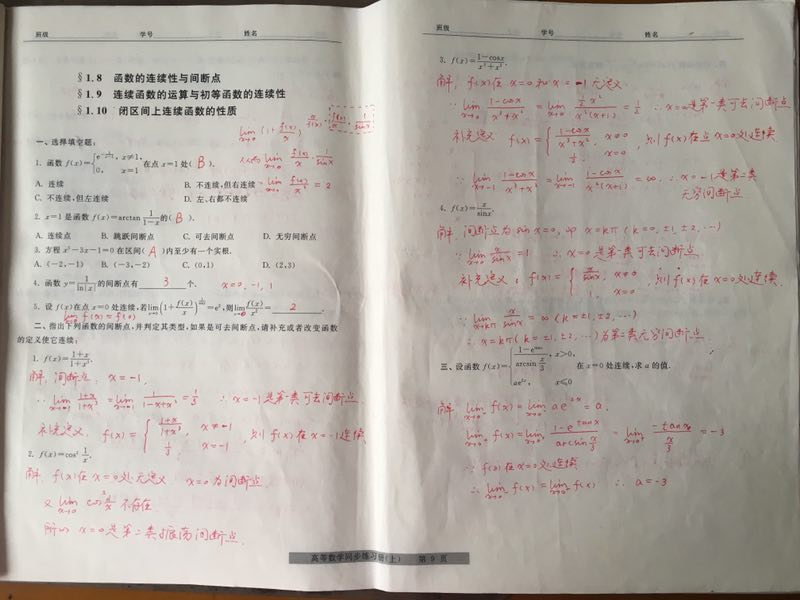 班级 学号 姓名
§1.8 函数的连续性与间断点
§1.9 连续函数的运算与初等函数的连续性
§1.10 闭区间上连续函数的性质
一、选择填空题:
1. 函数 f(x)={e^{-1/(x-1)}, x≠1, 0, x=1 在点 x=1 处( B ).
A. 连续 B. 不连续,但右连续
C. 不连续,但左连续 D. 左、右都不连续
lim_{x→0} f(x)/x² = 2
2. x=1 是函数 f(x)=arctan 1/(1-x) 的( B ).
A. 连续点 B. 跳跃间断点 C. 可去间断点 D. 无穷间断点
3. 方程 x³-3x-1=0 在区间( A )内至少有一个实根.
A. (-2,-1) B. (-3,-2) C. (0,1) D. (2,3)
4. 函数 y=1/ln|x| 的间断点有 3 个. x=0,-1,1
5. 设 f(x) 在点 x=0 处连续,若 lim_{x→0}(1+f(x)/x)^{1/sin x}=e²,则 lim_{x→0} f(x)/x²= 2 .
lim_{x→0} f(x)=f(0)
二、指出下列函数的间断点,并判定其类型,如果是可去间断点,请补充或者改变函数
的定义使它连续:
1. f(x)=(1+x)/(1+x³).
解: 间断点: x=-1.
∵ lim_{x→-1} (1+x)/(1+x³) = lim_{x→-1} 1/(1-x+x²) = 1/3 ∴ x=-1是第一类可去间断点.
补充定义, f(x)={(1+x)/(1+x³), x≠-1 1/3, x=-1, 则 f(x)在x=-1连续
2. f(x)=cos² 1/x.
解: f(x)在x=0处无定义. x=0为间断点.
又 lim_{x→0} cos² 1/x 不存在.
所以 x=0是第二类振荡间断点.
班级 学号 姓名
3. f(x)=(1-cosx)/(x³+x²).
解: f(x)在 x=0 和 x=-1 无定义.
∵ lim_{x→0} (1-cosx)/(x³+x²) = lim_{x→0} (½x²)/(x²(x+1)) = 1/2 ∴ x=0是第一类可去间断点
补充定义 f(x)={(1-cosx)/(x³+x²), x≠0 1/2, x=0, 则 f(x)在点 x=0处连续
∵ lim_{x→-1} (1-cosx)/(x³+x²) = lim_{x→-1} (1-cosx)/(x²(x+1)) = ∞, ∴ x=-1是第二类
无穷间断点
4. f(x)=x/sinx.
解: 间断点为 sinx=0, 即 x=kπ (k=0,±1,±2,…)
∵ lim_{x→0} x/sinx = 1 ∴ x=0是第一类可去间断点.
补充定义: f(x)={x/sinx, x≠0 1, x=0. 则 f(x)在x=0处连续.
∵ lim_{x→kπ} x/sinx = ∞ (k=±1,±2,…)
∴ x=kπ(k=±1,±2,…)为第二类无穷间断点.
三、设函数 f(x)={(1-e^{tanx})/(arcsin x/3), x>0, ae^{2x}, x≤0 在 x=0 处连续,求 a 的值.
解: lim_{x→0⁻} f(x)=lim_{x→0⁻} ae^{2x}=a.
lim_{x→0⁺} f(x)=lim_{x→0⁺} (1-e^{tanx})/(arcsin x/3) = lim_{x→0⁺} (-tanx)/(x/3) = -3
∵ f(x)在x=0处连续
∴ lim_{x→0⁻} f(x)=lim_{x→0⁺} f(x) ∴ a=-3
高等数学同步练习册(上) 第 9 页